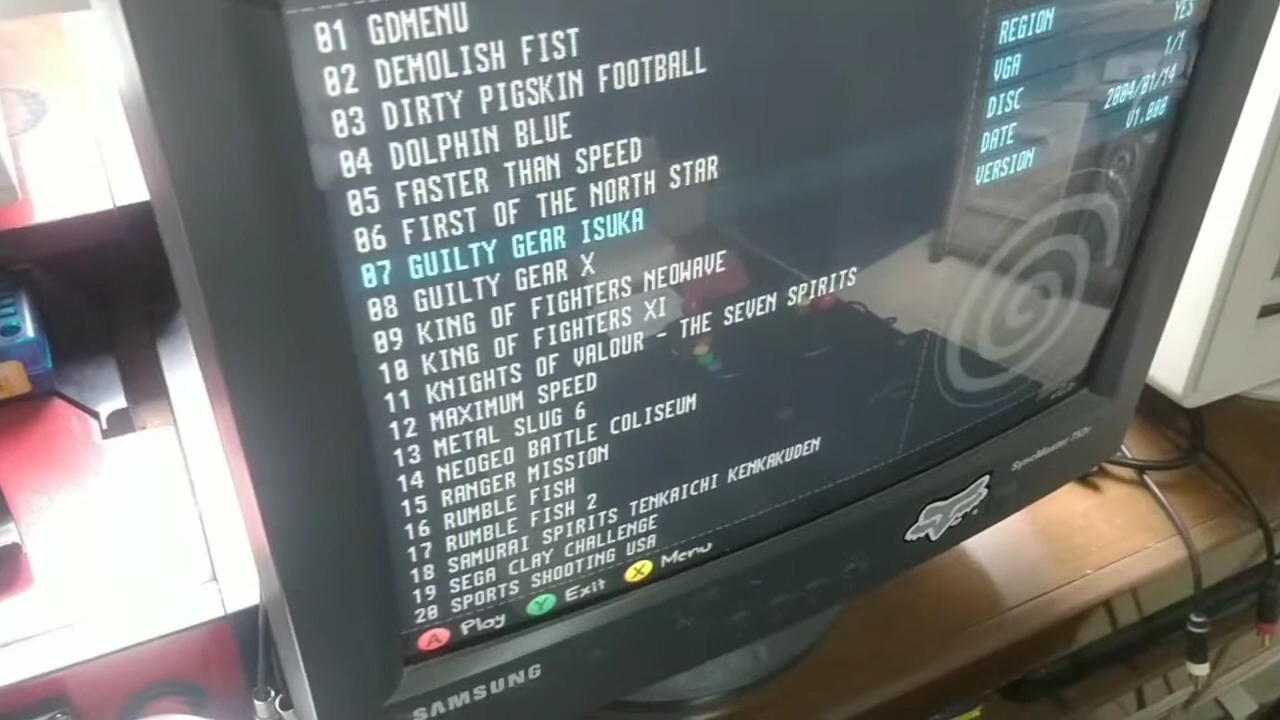 01 GDMENU
02 DEMOLISH FIST
03 DIRTY PIGSKIN FOOTBALL
04 DOLPHIN BLUE
05 FASTER THAN SPEED
06 FIRST OF THE NORTH STAR
07 GUILTY GEAR ISUKA
08 GUILTY GEAR X
09 KING OF FIGHTERS NEOWAVE
10 KING OF FIGHTERS XI
11 KNIGHTS OF VALOUR - THE SEVEN SPIRITS
12 MAXIMUM SPEED
13 METAL SLUG 6
14 NEOGEO BATTLE COLISEUM
15 RANGER MISSION
16 RUMBLE FISH
17 RUMBLE FISH 2
18 SAMURAI SPIRITS TENKAICHI KENKAKUDEN
19 SEGA CLAY CHALLENGE
20 SPORTS SHOOTING USA
A Play Y Exit X Menu
REGION
VGA YES
DISC 1/1
DATE 2004/01/14
VERSION V1.000
SyncMaster
SAMSUNG